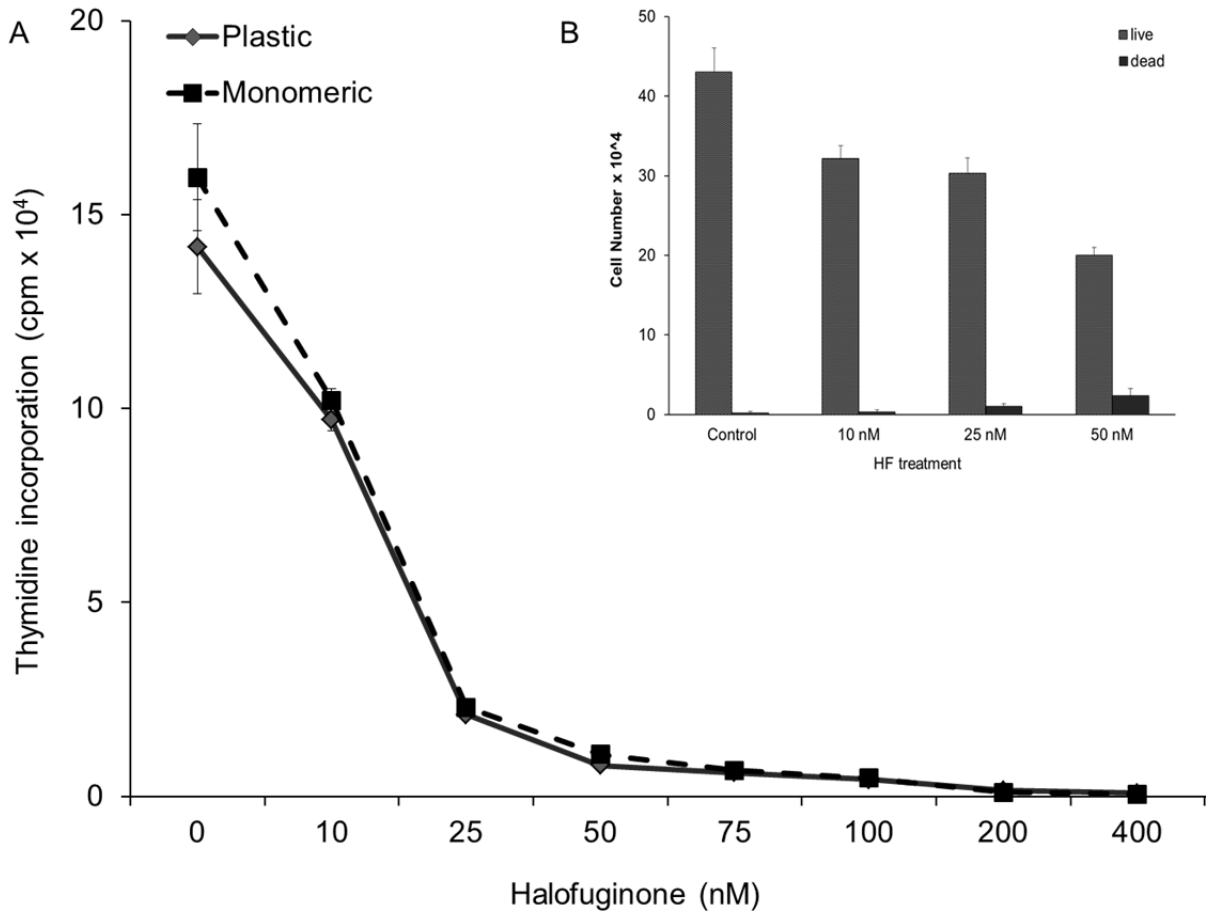 A
Thymidine incorporation (cpm x 10⁴)
20
15
10
5
0
Plastic
Monomeric
0 10 25 50 75 100 200 400
Halofuginone (nM)
B
Cell Number x 10^4
50
40
30
20
10
0
live
dead
Control 10 nM 25 nM 50 nM
HF treatment